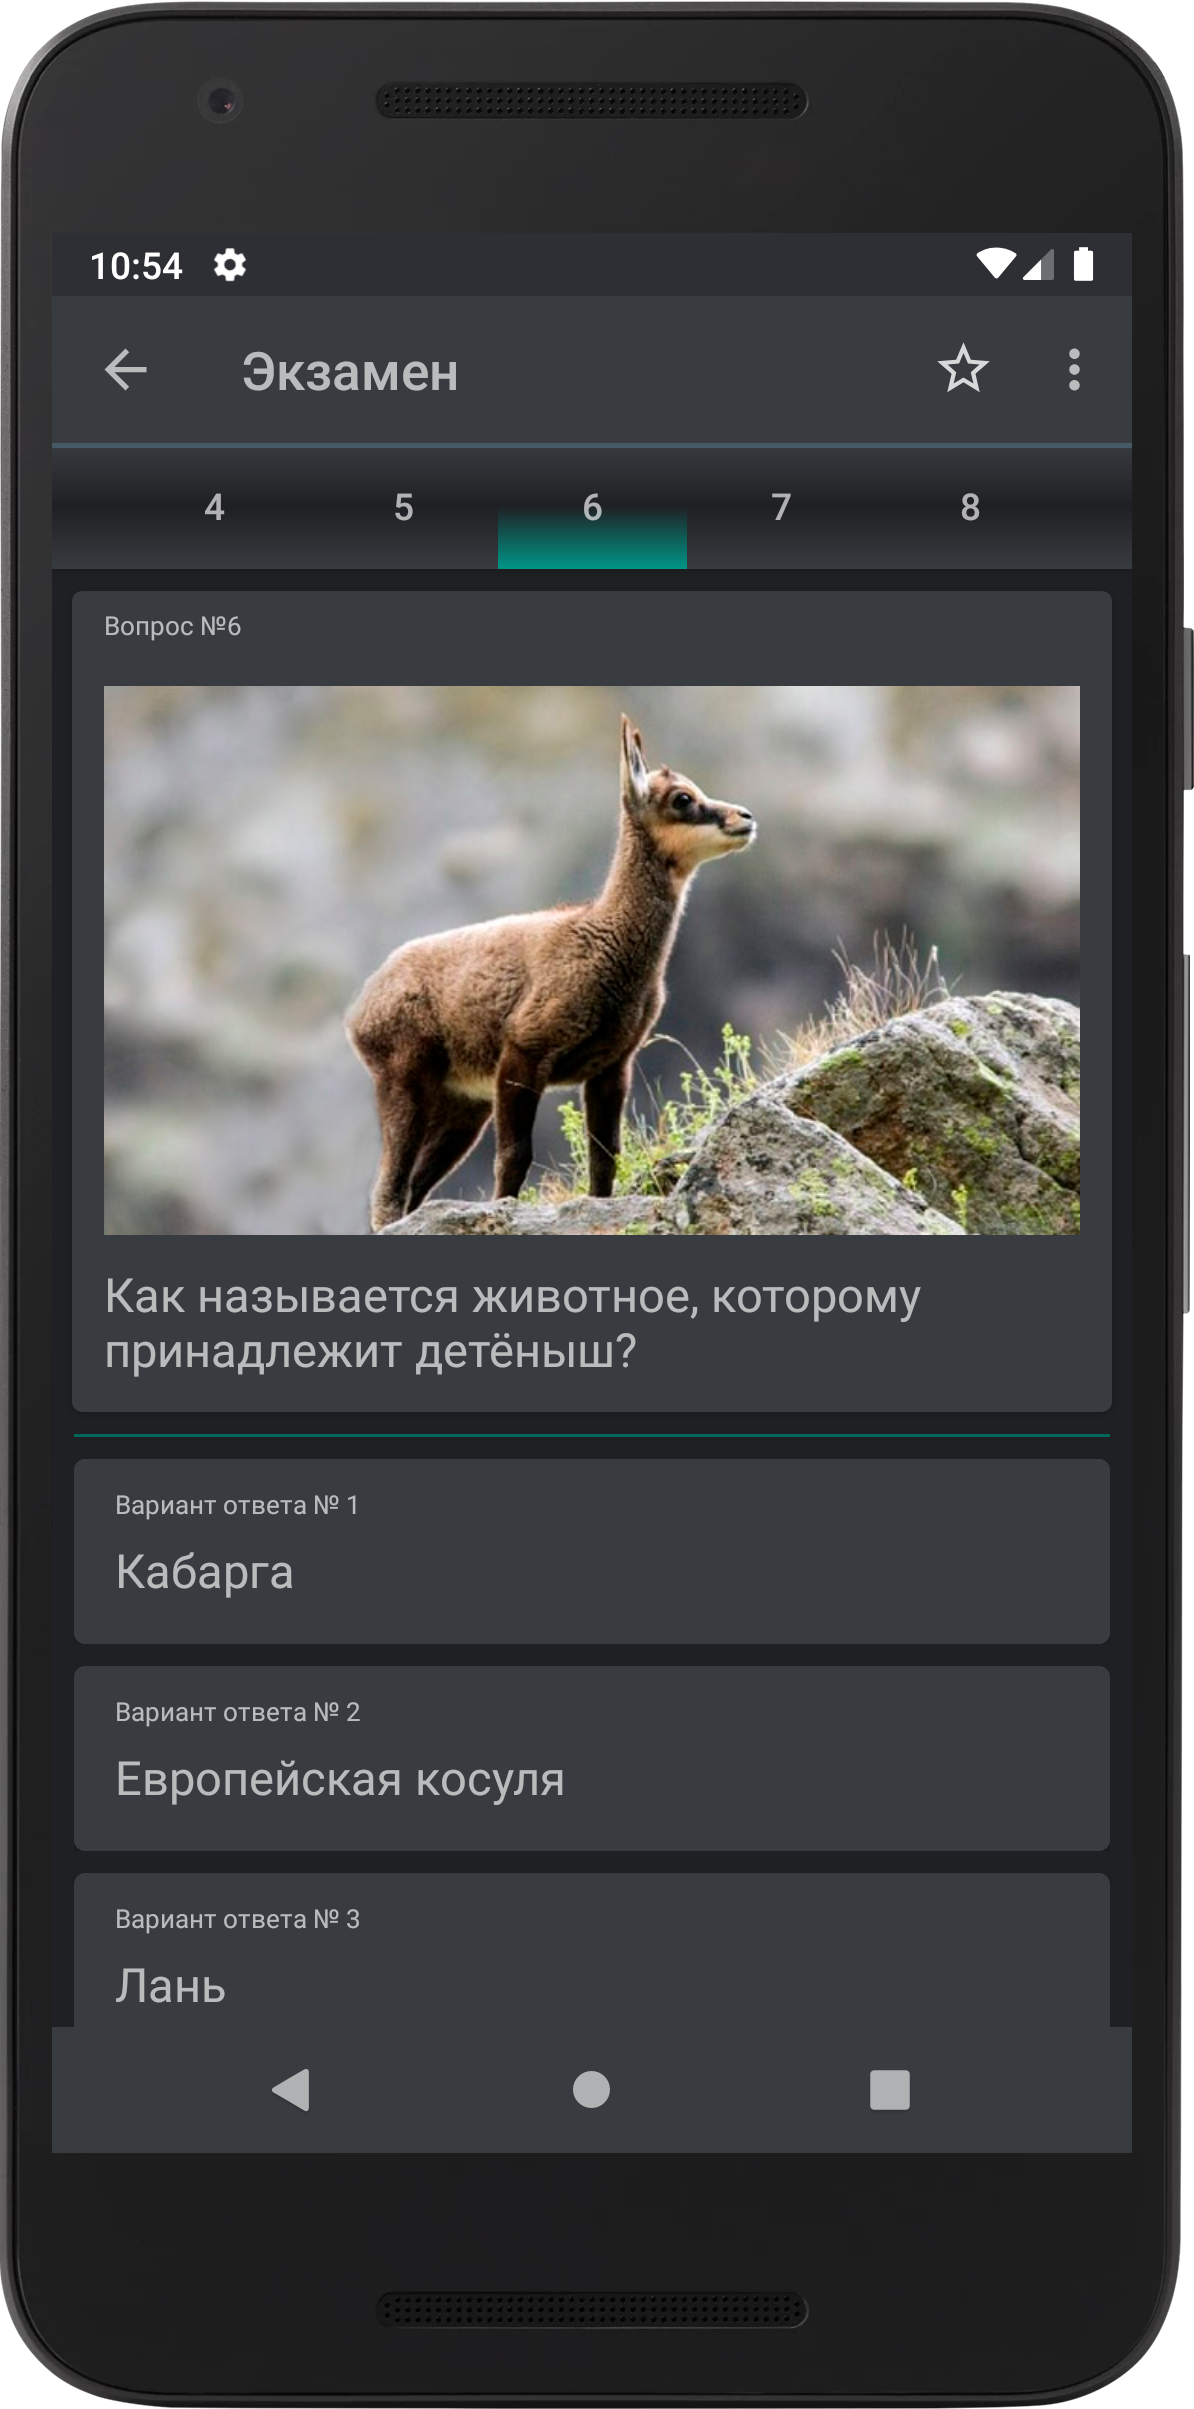 10:54
Экзамен
4 5 6 7 8
Вопрос №6
Как называется животное, которому
принадлежит детёныш?
Вариант ответа № 1
Кабарга
Вариант ответа № 2
Европейская косуля
Вариант ответа № 3
Лань